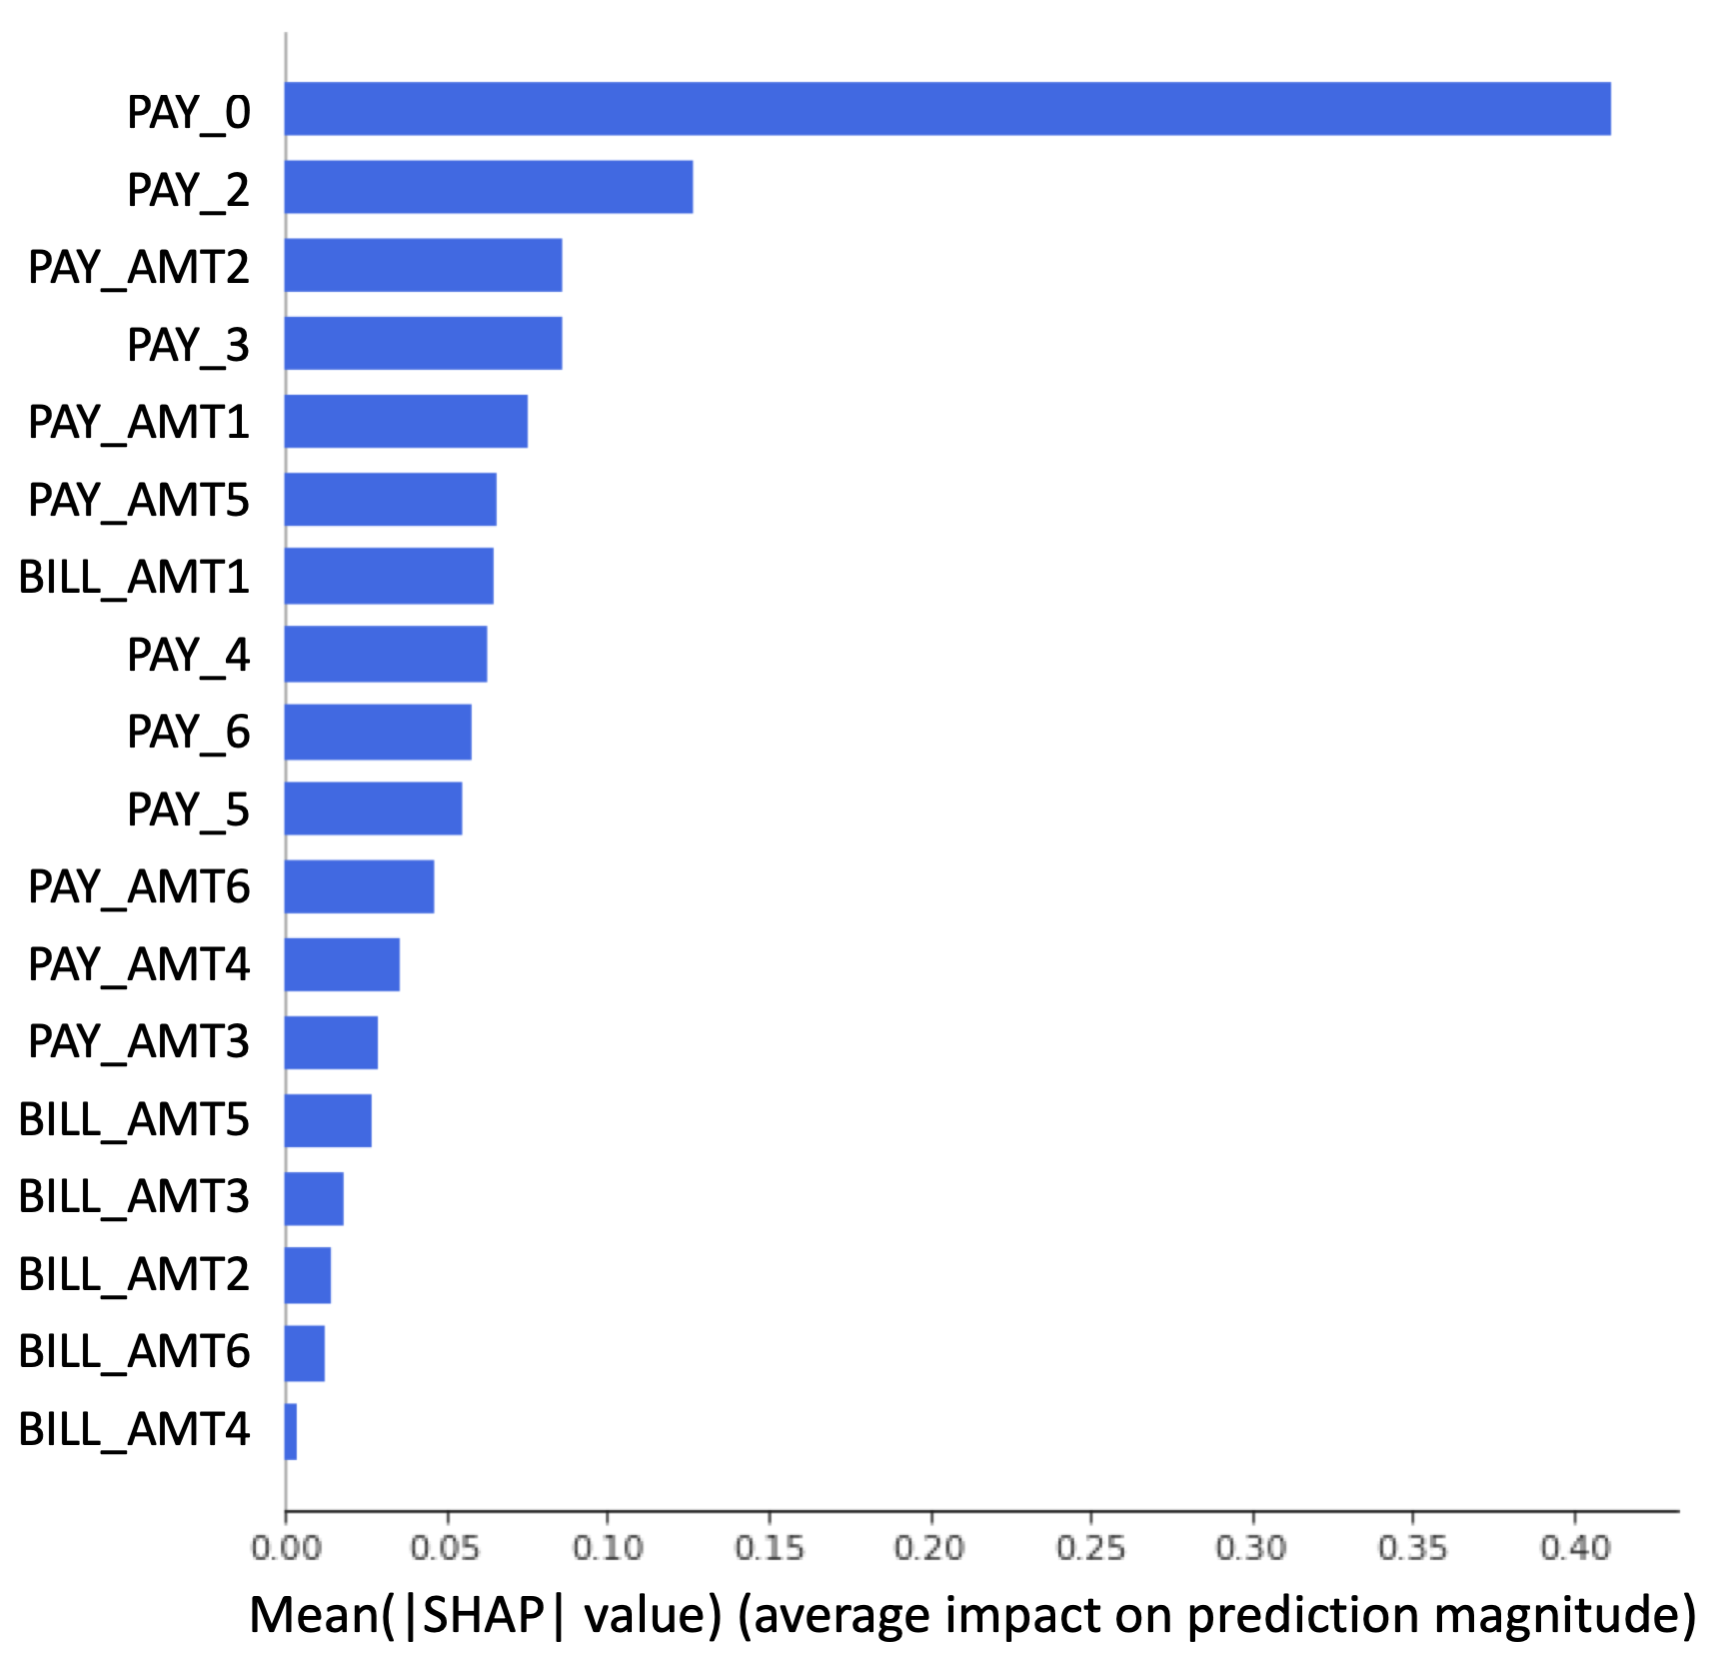 PAY_0
PAY_2
PAY_AMT2
PAY_3
PAY_AMT1
PAY_AMT5
BILL_AMT1
PAY_4
PAY_6
PAY_5
PAY_AMT6
PAY_AMT4
PAY_AMT3
BILL_AMT5
BILL_AMT3
BILL_AMT2
BILL_AMT6
BILL_AMT4
0.00 0.05 0.10 0.15 0.20 0.25 0.30 0.35 0.40
Mean(|SHAP| value) (average impact on prediction magnitude)